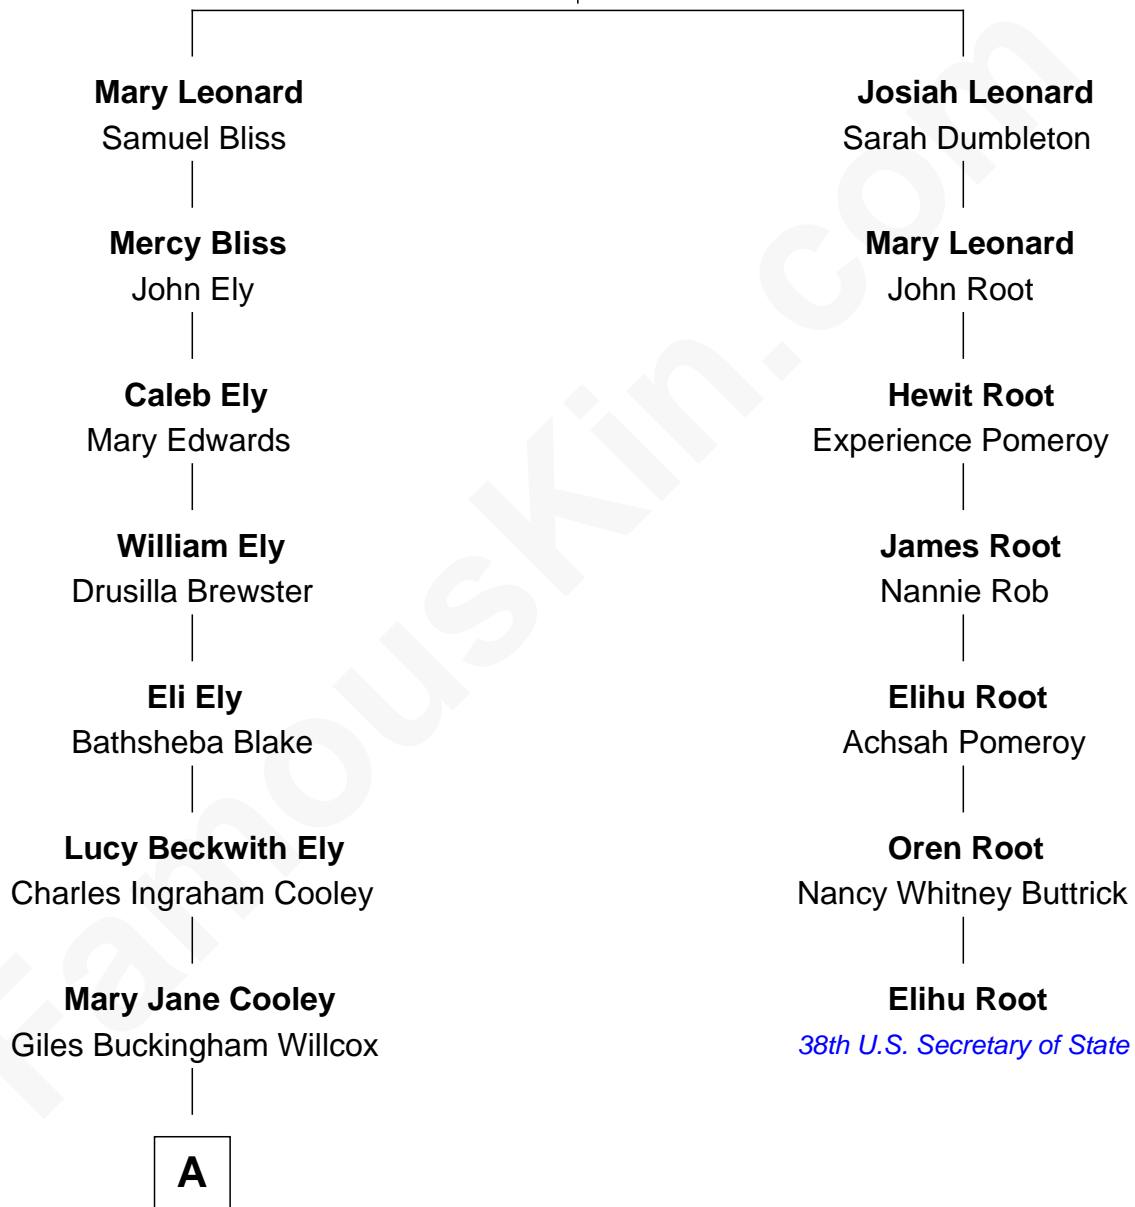 Mary Leonard
Samuel Bliss
Mercy Bliss
John Ely
Caleb Ely
Mary Edwards
William Ely
Drusilla Brewster
Eli Ely
Bathsheba Blake
Lucy Beckwith Ely
Charles Ingraham Cooley
Mary Jane Cooley
Giles Buckingham Willcox
A
Josiah Leonard
Sarah Dumbleton
Mary Leonard
John Root
Hewit Root
Experience Pomeroy
James Root
Nannie Rob
Elihu Root
Achsah Pomeroy
Oren Root
Nancy Whitney Buttrick
Elihu Root
38th U.S. Secretary of State
FamousKin.com